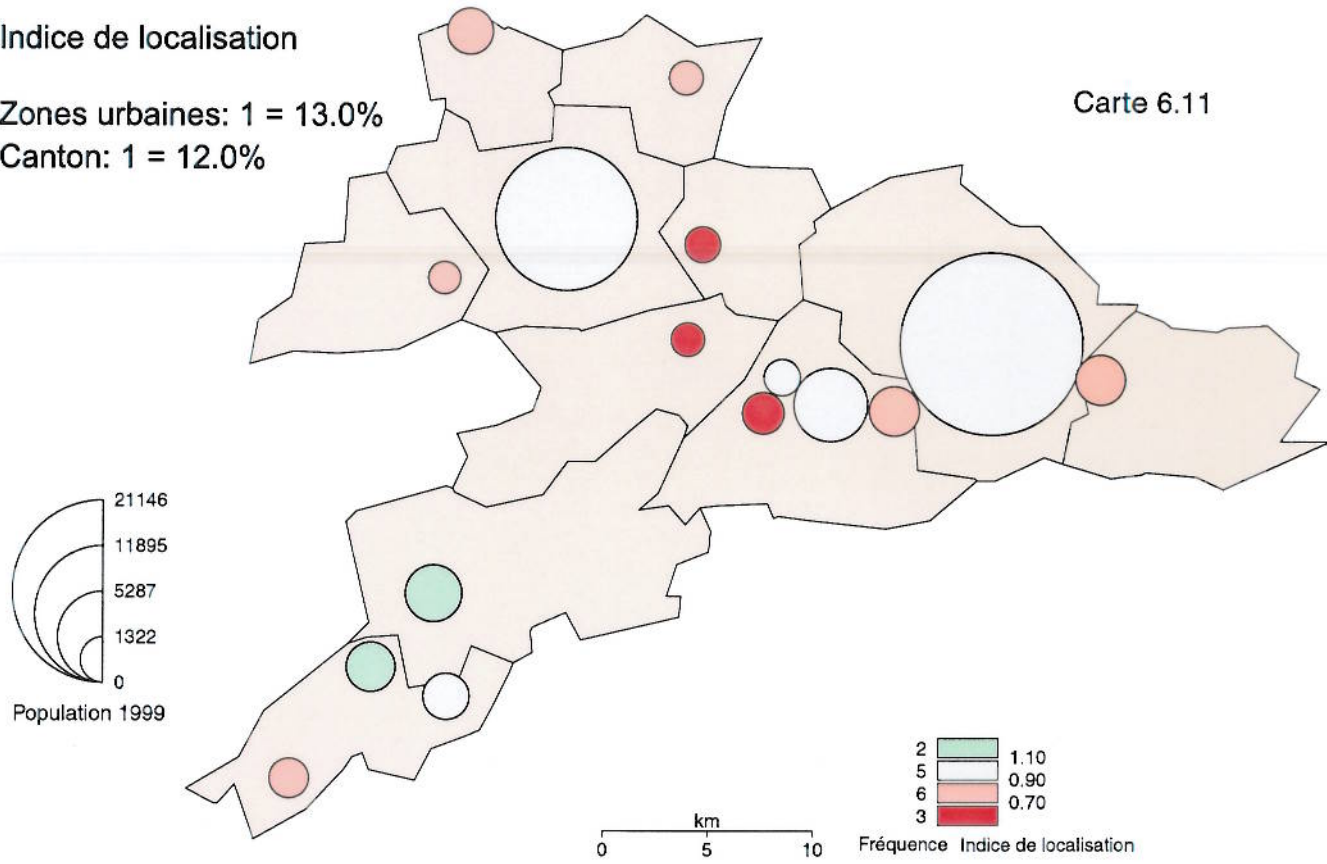 Indice de localisation
Zones urbaines: 1 = 13.0%
Canton: 1 = 12.0%
Carte 6.11
21146
11895
5287
1322
0
Population 1999
km
0 5 10
2
5
6
3
1.10
0.90
0.70
Fréquence Indice de localisation